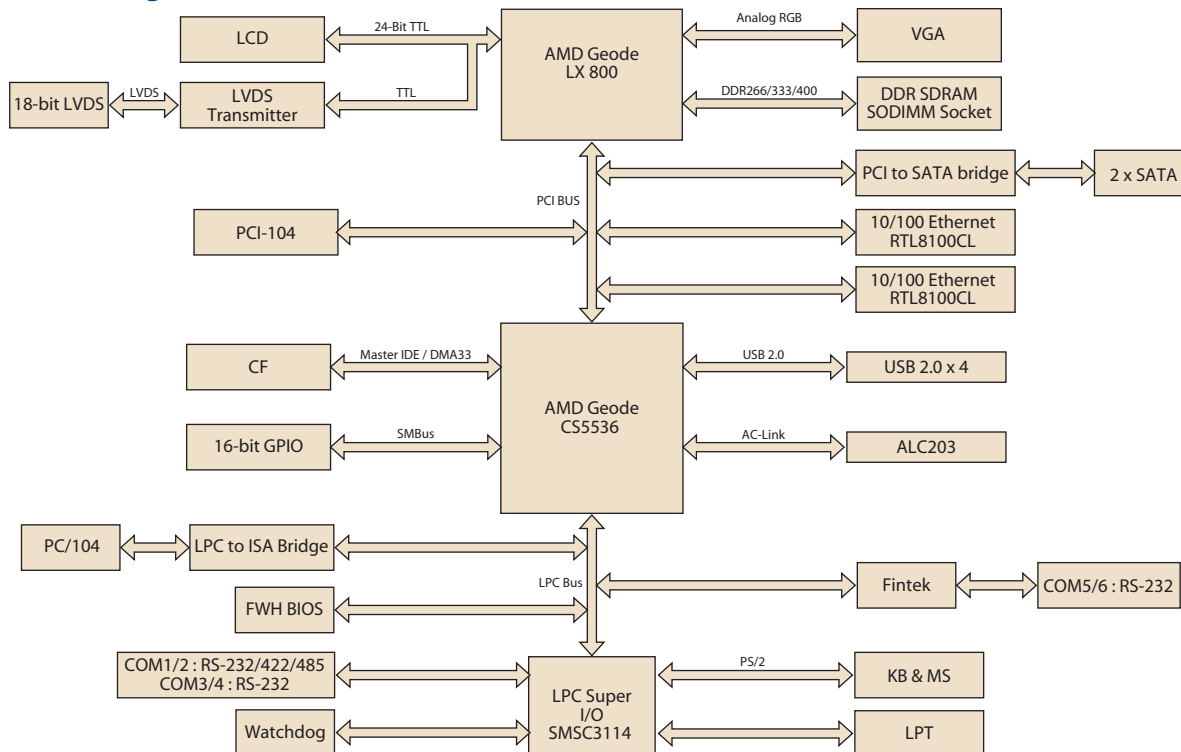 24-Bit TTL
Analog RGB
LCD
AMD Geode
LX 800
VGA
18-bit LVDS
LVDS
LVDS
Transmitter
TTL
DDR266/333/400
DDR SDRAM
SODIMM Socket
PCI to SATA bridge
2 x SATA
PCI BUS
PCI-104
10/100 Ethernet
RTL8100CL
10/100 Ethernet
RTL8100CL
CF
Master IDE / DMA33
USB 2.0
USB 2.0 x 4
AMD Geode
CS5536
16-bit GPIO
SMBus
AC-Link
ALC203
PC/104
LPC to ISA Bridge
LPC Bus
Fintek
COM5/6 : RS-232
FWH BIOS
COM1/2 : RS-232/422/485
COM3/4 : RS-232
PS/2
KB & MS
LPC Super
I/O
SMSC3114
Watchdog
LPT